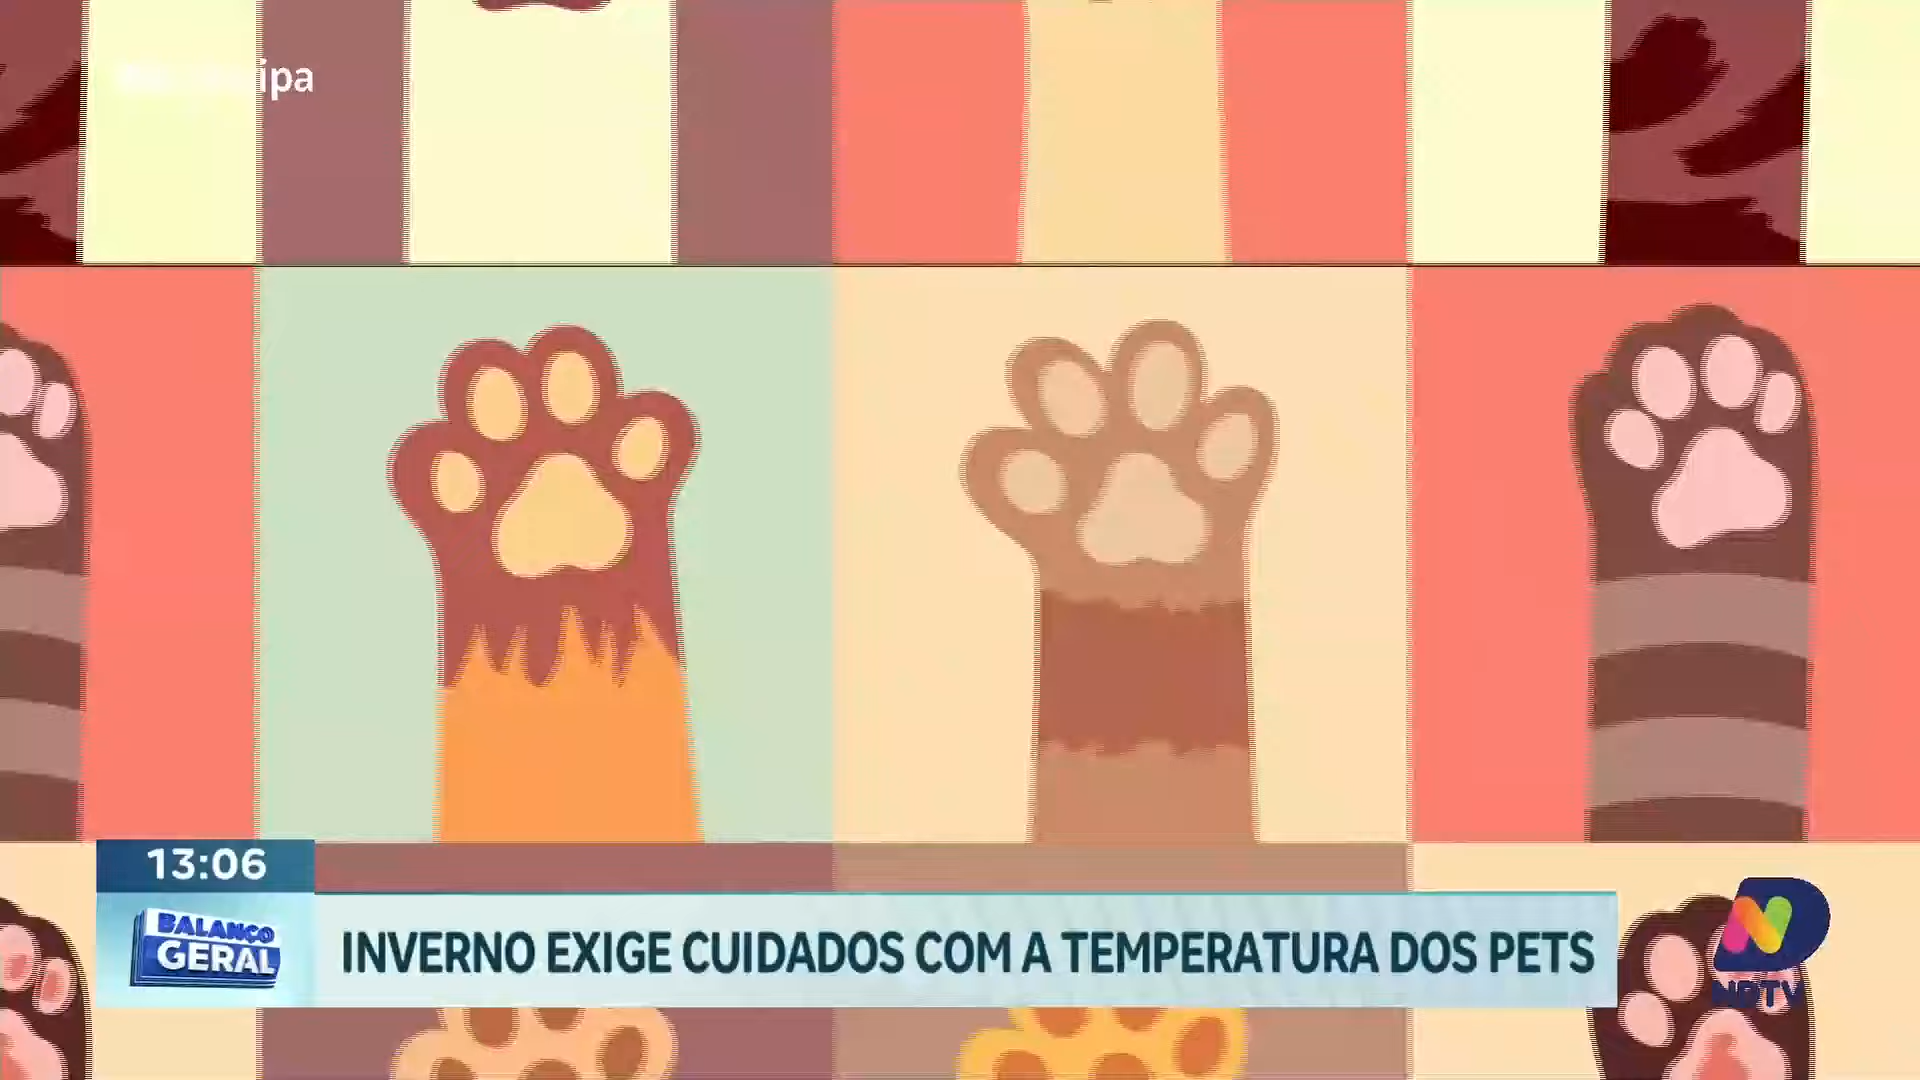 13:06
BALANÇO
GERAL
INVERNO EXIGE CUIDADOS COM A TEMPERATURA DOS PETS
NDTV